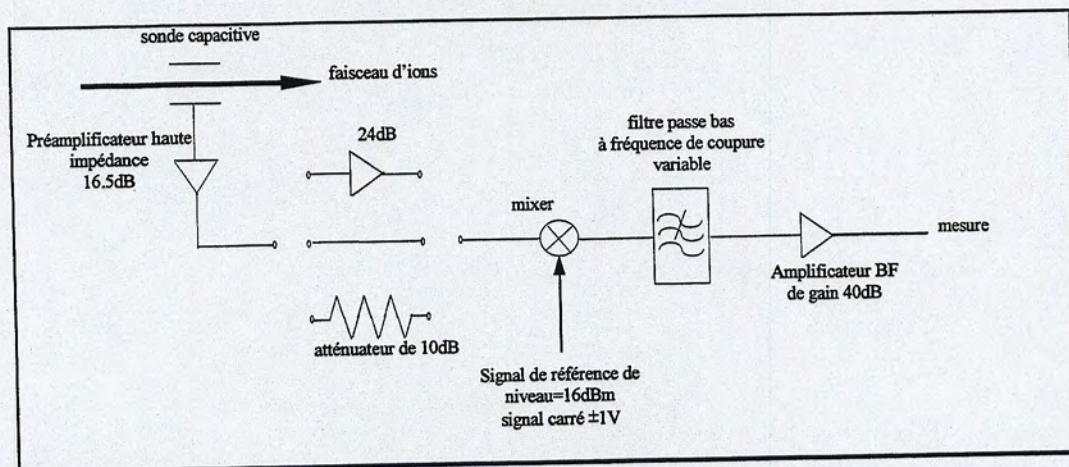 sonde capacitive
faisceau d'ions
Préamplificateur haute
impédance
16.5dB
24dB
atténuateur de 10dB
mixer
Signal de référence de
niveau=16dBm
signal carré ±1V
filtre passe bas
à fréquence de coupure
variable
Amplificateur BF
de gain 40dB
mesure